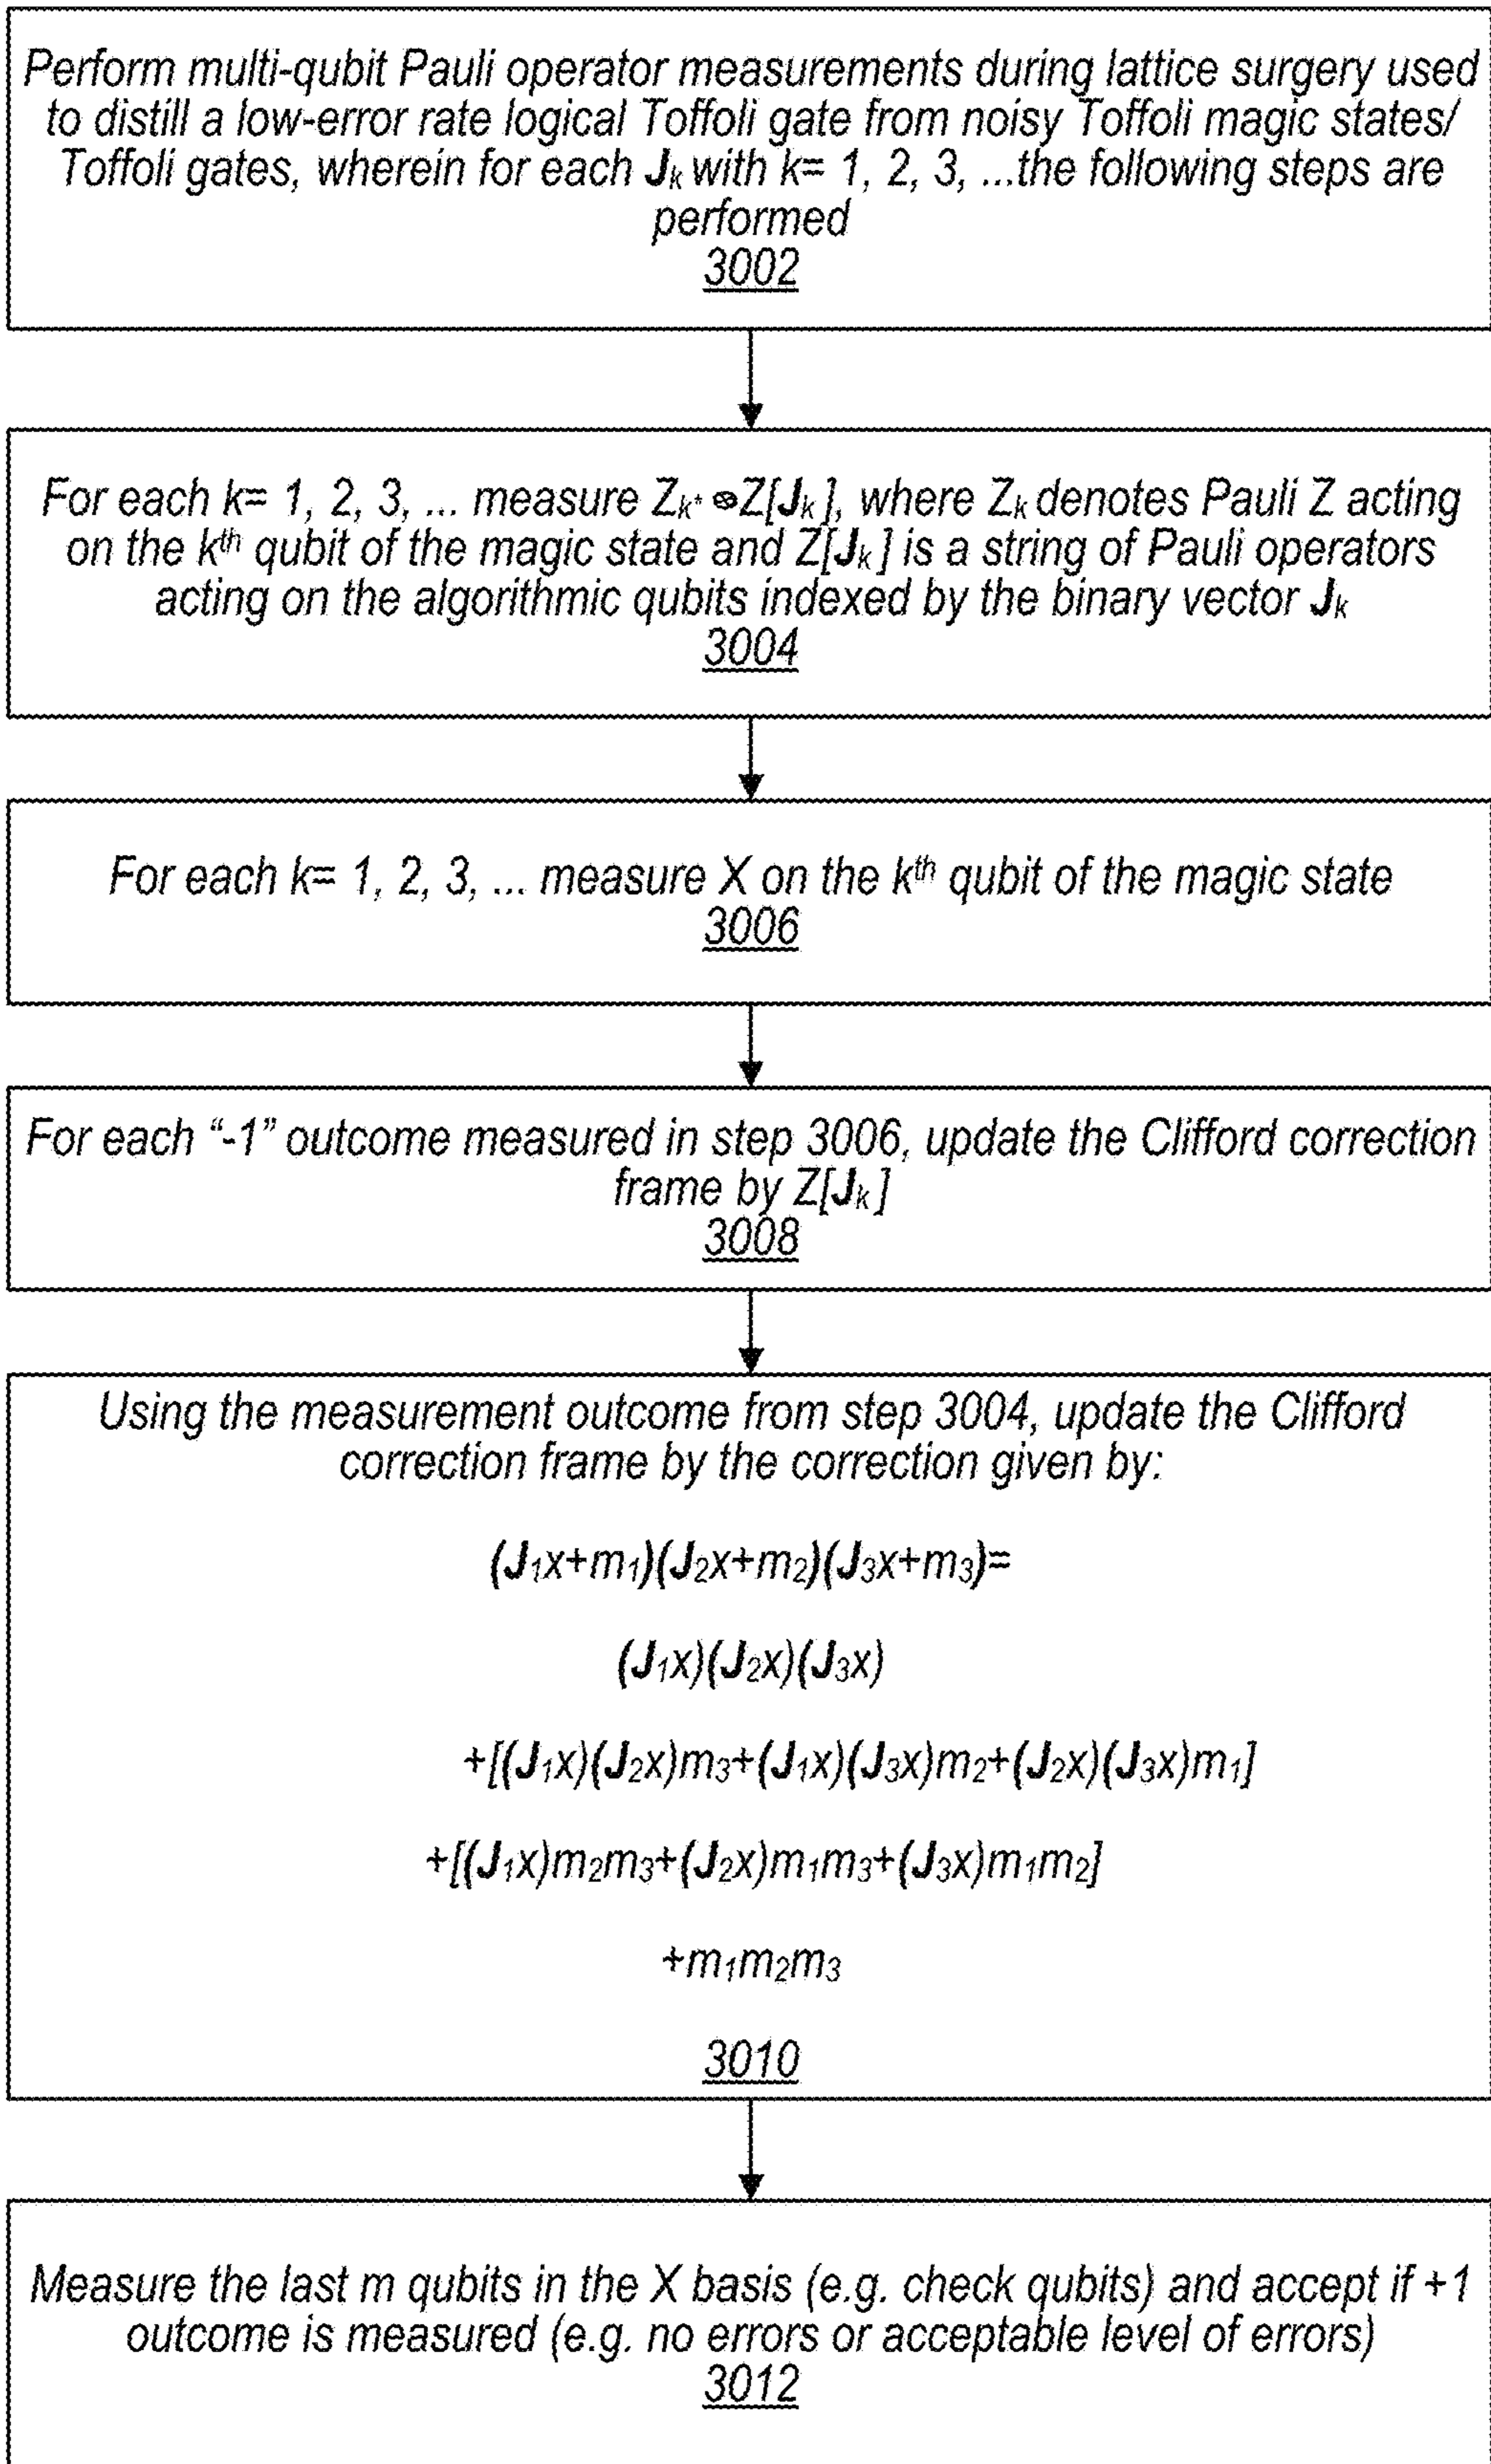 Perform multi-qubit Pauli operator measurements during lattice surgery used
to distill a low-error rate logical Toffoli gate from noisy Toffoli magic states/
Toffoli gates, wherein for each Jₖ with k= 1, 2, 3, ...the following steps are
performed
3002
For each k= 1, 2, 3, ... measure Zₖ* ⊗Z[Jₖ], where Zₖ denotes Pauli Z acting
on the kᵗʰ qubit of the magic state and Z[Jₖ] is a string of Pauli operators
acting on the algorithmic qubits indexed by the binary vector Jₖ
3004
For each k= 1, 2, 3, ... measure X on the kᵗʰ qubit of the magic state
3006
For each “-1” outcome measured in step 3006, update the Clifford correction
frame by Z[Jₖ]
3008
Using the measurement outcome from step 3004, update the Clifford
correction frame by the correction given by:
(J₁x+m₁)(J₂x+m₂)(J₃x+m₃)=
(J₁x)(J₂x)(J₃x)
+[(J₁x)(J₂x)m₃+(J₁x)(J₃x)m₂+(J₂x)(J₃x)m₁]
+[(J₁x)m₂m₃+(J₂x)m₁m₃+(J₃x)m₁m₂]
+m₁m₂m₃
3010
Measure the last m qubits in the X basis (e.g. check qubits) and accept if +1
outcome is measured (e.g. no errors or acceptable level of errors)
3012